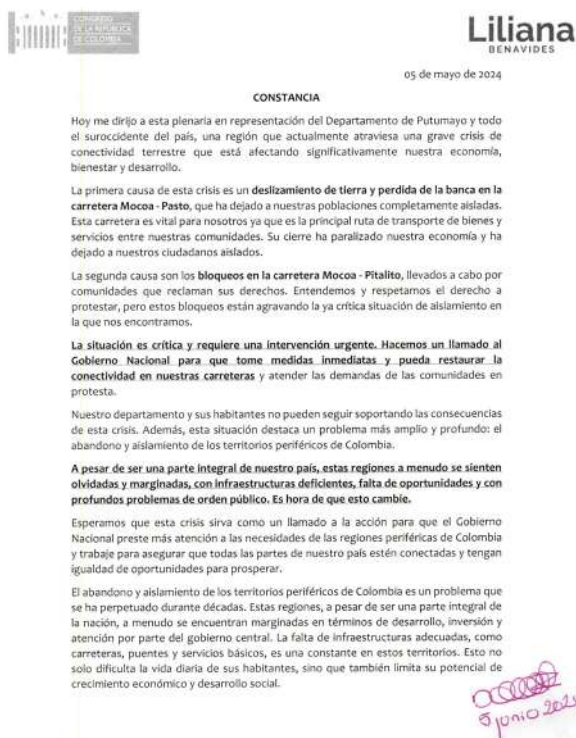 CONGRESO
DE LA REPÚBLICA
DE COLOMBIA
Liliana
BENAVIDES
05 de mayo de 2024
CONSTANCIA
Hoy me dirijo a esta plenaria en representación del Departamento de Putumayo y todo
el suroccidente del país, una región que actualmente atraviesa una grave crisis de
conectividad terrestre que está afectando significativamente nuestra economía,
bienestar y desarrollo.
La primera causa de esta crisis es un deslizamiento de tierra y perdida de la banca en la
carretera Mocoa - Pasto, que ha dejado a nuestras poblaciones completamente aisladas.
Esta carretera es vital para nosotros ya que es la principal ruta de transporte de bienes y
servicios entre nuestras comunidades. Su cierre ha paralizado nuestra economía y ha
dejado a nuestros ciudadanos aislados.
La segunda causa son los bloqueos en la carretera Mocoa - Pitalito, llevados a cabo por
comunidades que reclaman sus derechos. Entendemos y respetamos el derecho a
protestar, pero estos bloqueos están agravando la ya crítica situación de aislamiento en
la que nos encontramos.
La situación es crítica y requiere una intervención urgente. Hacemos un llamado al
Gobierno Nacional para que tome medidas inmediatas y pueda restaurar la
conectividad en nuestras carreteras y atender las demandas de las comunidades en
protesta.
Nuestro departamento y sus habitantes no pueden seguir soportando las consecuencias
de esta crisis. Además, esta situación destaca un problema más amplio y profundo: el
abandono y aislamiento de los territorios periféricos de Colombia.
A pesar de ser una parte integral de nuestro país, estas regiones a menudo se sienten
olvidadas y marginadas, con infraestructuras deficientes, falta de oportunidades y con
profundos problemas de orden público. Es hora de que esto cambie.
Esperamos que esta crisis sirva como un llamado a la acción para que el Gobierno
Nacional preste más atención a las necesidades de las regiones periféricas de Colombia
y trabaje para asegurar que todas las partes de nuestro país estén conectadas y tengan
igualdad de oportunidades para prosperar.
El abandono y aislamiento de los territorios periféricos de Colombia es un problema que
se ha perpetuado durante décadas. Estas regiones, a pesar de ser una parte integral de
la nación, a menudo se encuentran marginadas en términos de desarrollo, inversión y
atención por parte del gobierno central. La falta de infraestructuras adecuadas, como
carreteras, puentes y servicios básicos, es una constante en estos territorios. Esto no
solo dificulta la vida diaria de sus habitantes, sino que también limita su potencial de
crecimiento económico y desarrollo social.
5 junio